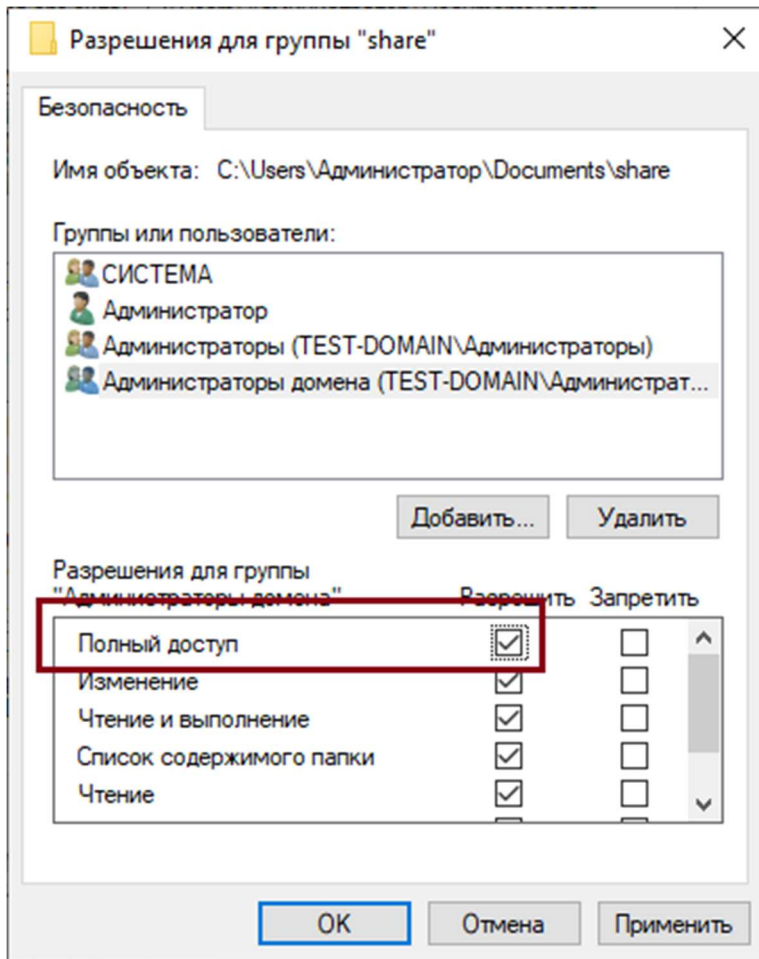 Разрешения для группы "share"
Безопасность
Имя объекта: C:\Users\Администратор\Documents\share
Группы или пользователи:
СИСТЕМА
Администратор
Администраторы (TEST-DOMAIN\Администраторы)
Администраторы домена (TEST-DOMAIN\Администрат...
Добавить... Удалить
Разрешения для группы
"Администраторы домена" Разрешить Запретить
Полный доступ
Изменение
Чтение и выполнение
Список содержимого папки
Чтение
OK Отмена Применить